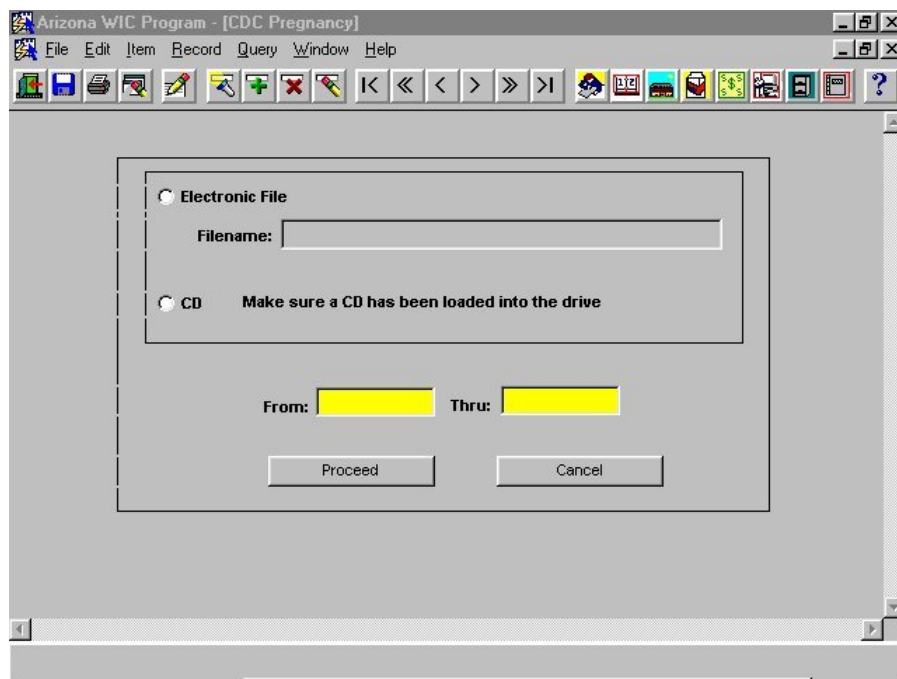 Arizona WIC Program - [CDC Pregnancy]
File Edit Item Record Query Window Help
Electronic File
Filename:
CD Make sure a CD has been loaded into the drive
From: Thru:
Proceed Cancel